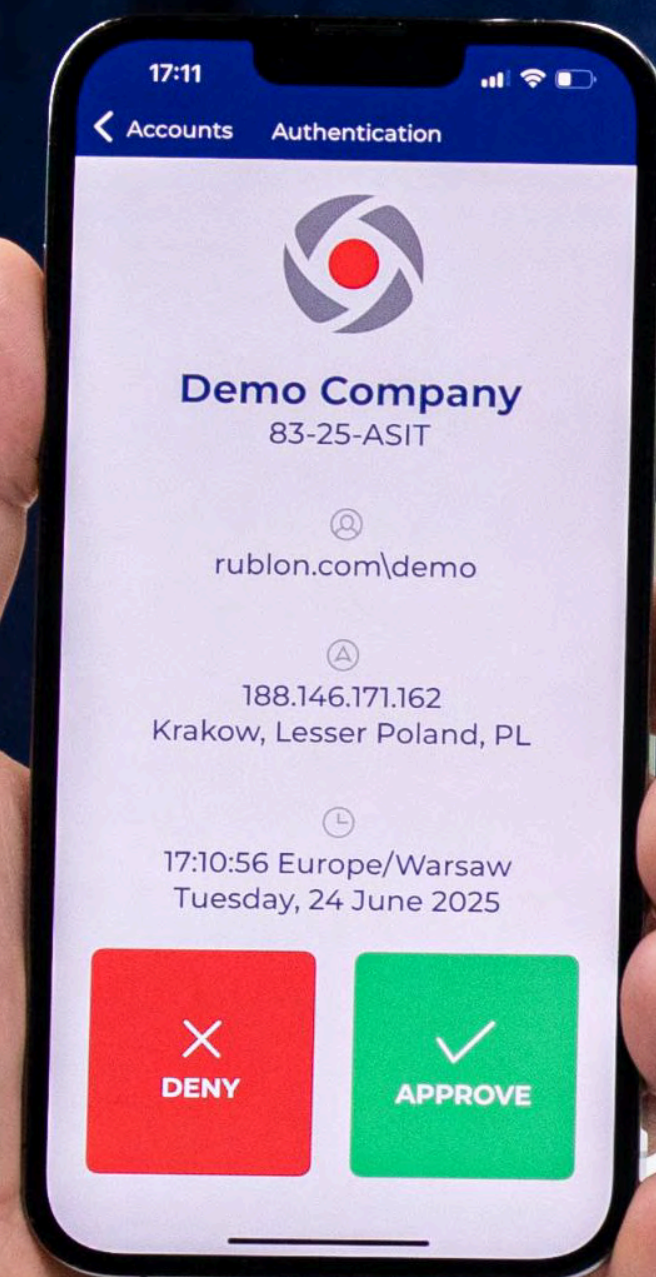 17:11
Accounts Authentication
Demo Company
83-25-ASIT
rublon.com\demo
188.146.171.162
Krakow, Lesser Poland, PL
17:10:56 Europe/Warsaw
Tuesday, 24 June 2025
DENY APPROVE